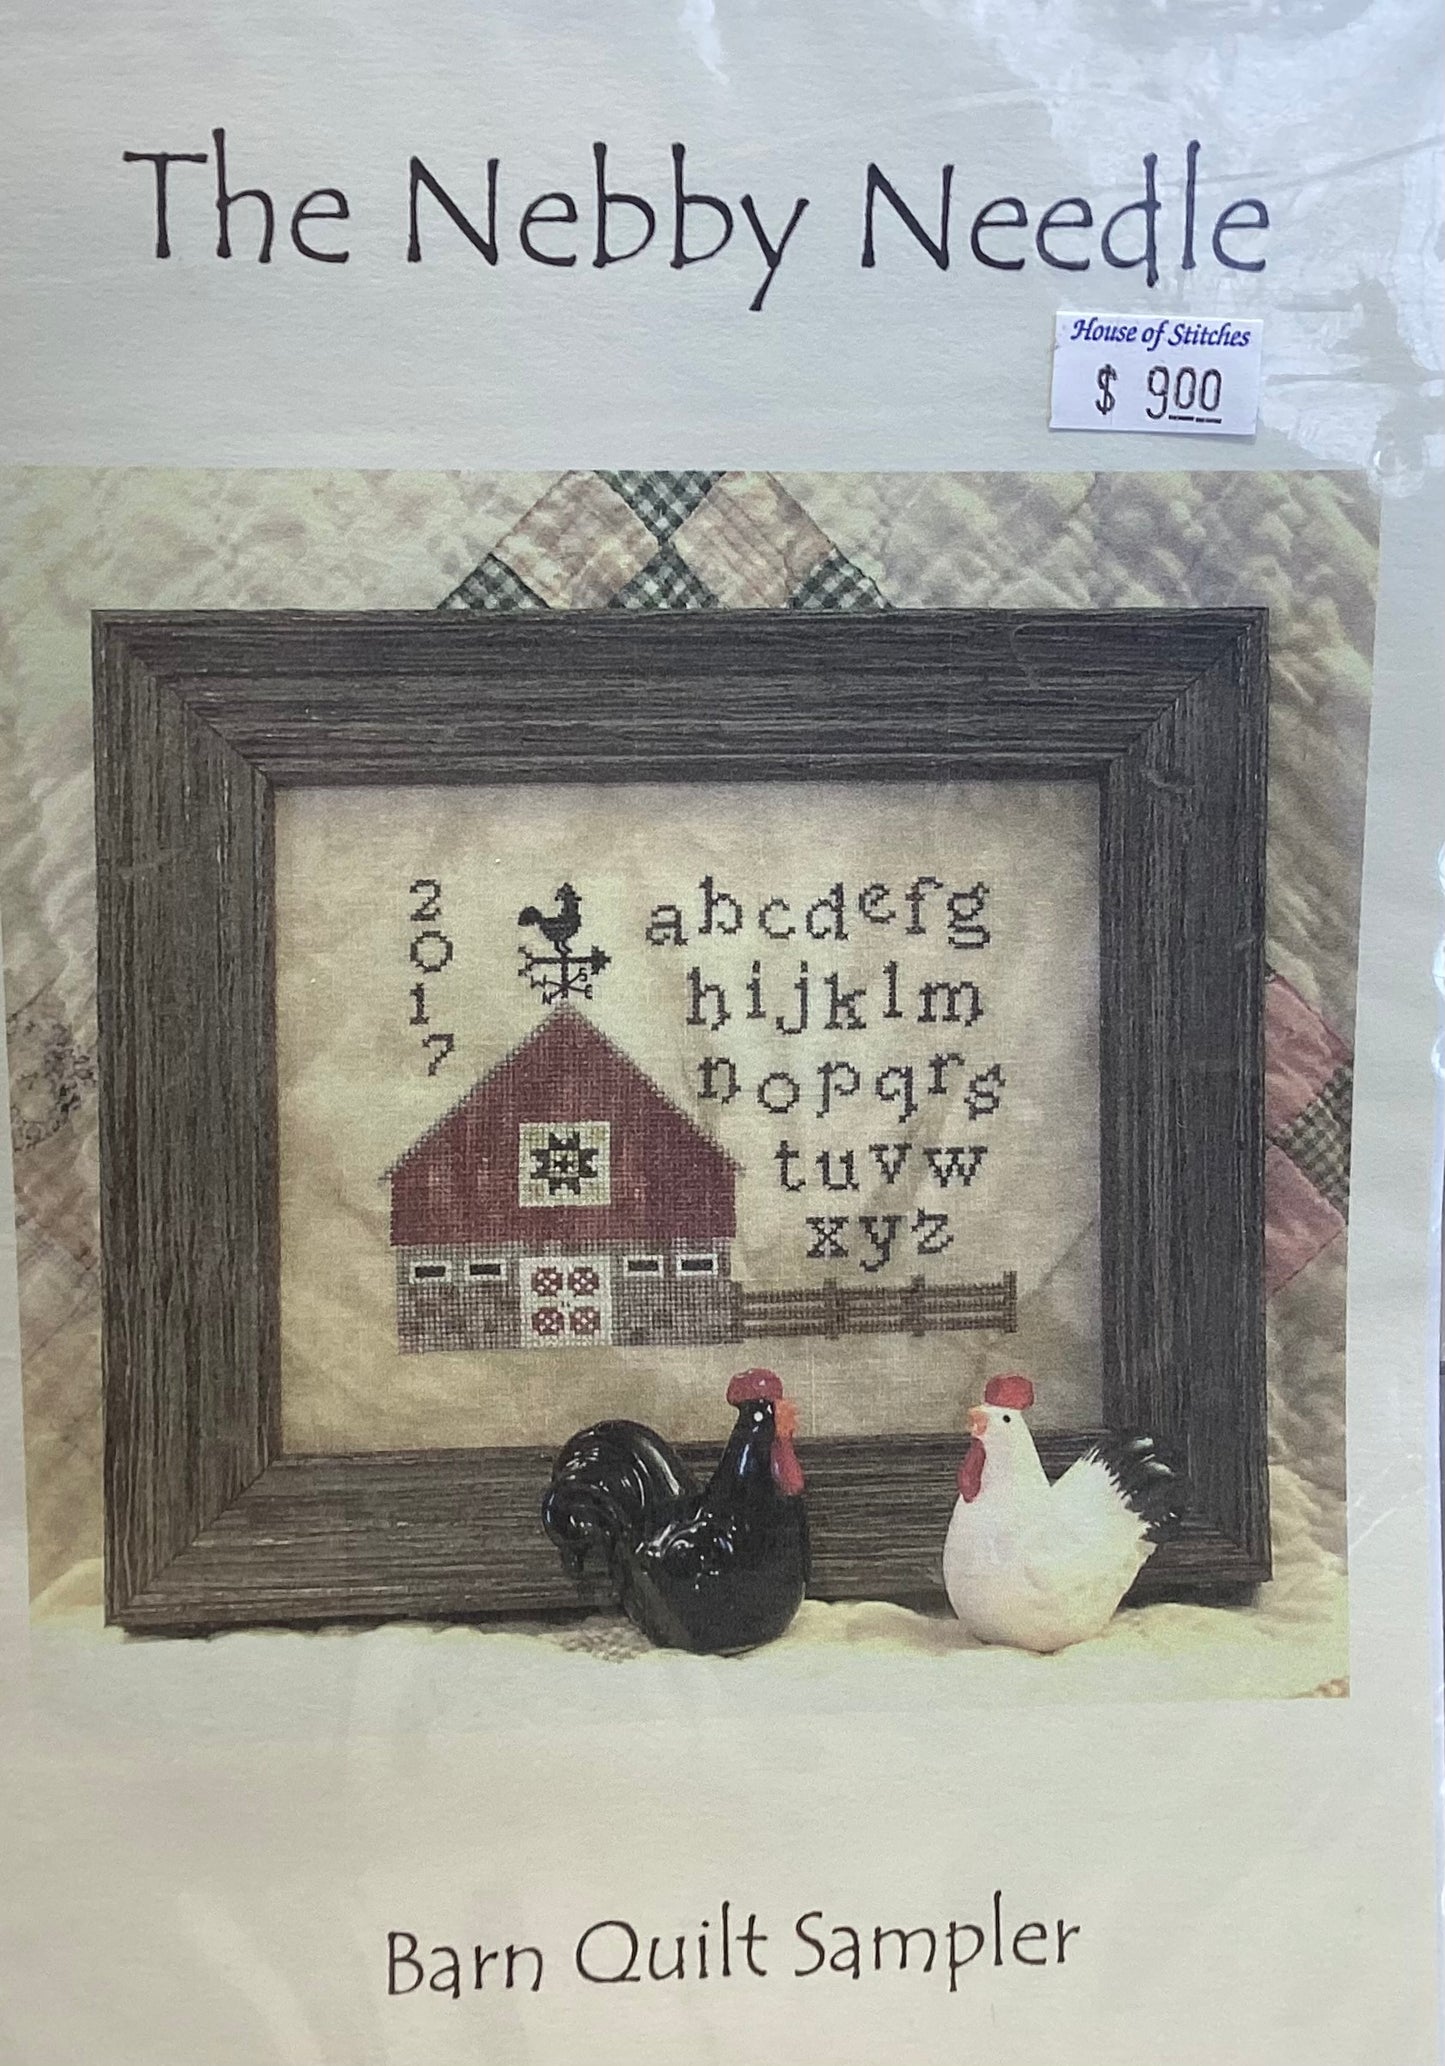 The Nebby Needle
House of Stitches
$ 900
2
0
1
7
abcdefg
hijklm
nopqrs
tuvw
xyz
Barn Quilt Sampler